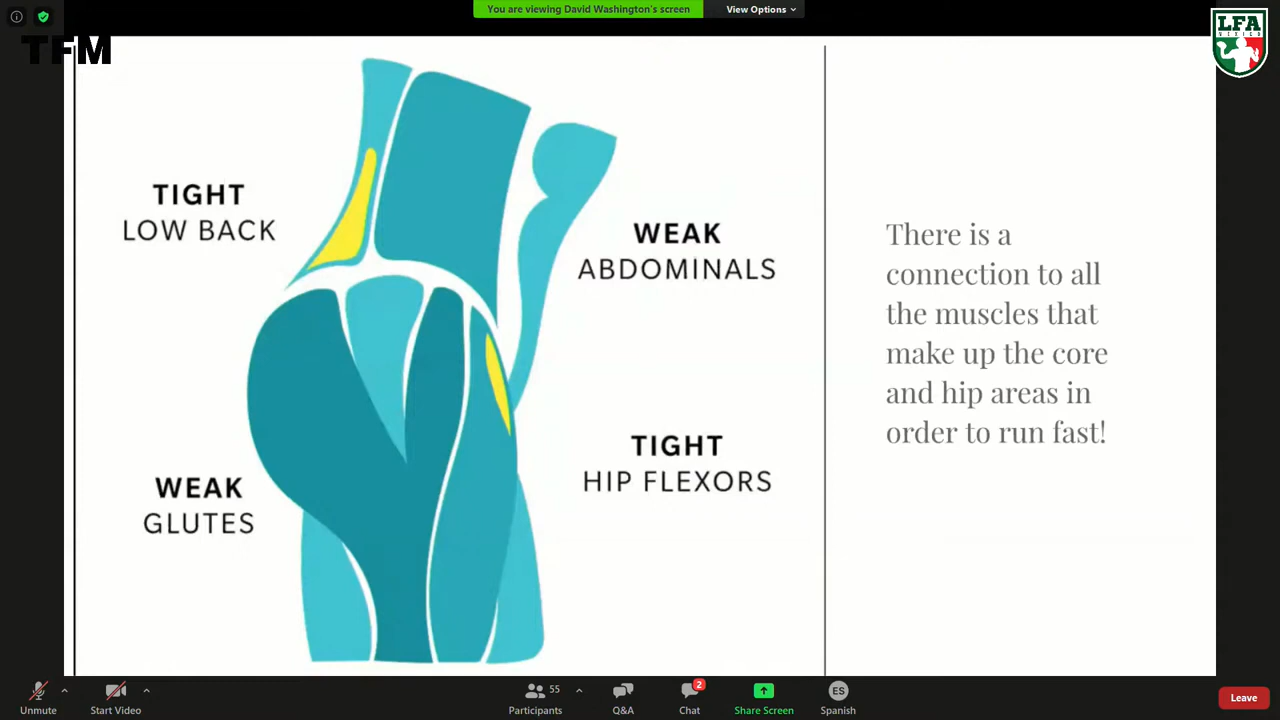 You are viewing David Washington's screen
View Options
TFM
LFA
MEXICO
TIGHT
LOW BACK
WEAK
ABDOMINALS
WEAK
GLUTES
TIGHT
HIP FLEXORS
There is a
connection to all
the muscles that
make up the core
and hip areas in
order to run fast!
Unmute
Start Video
55
Participants
Q&A
2
Chat
Share Screen
ES
Spanish
Leave